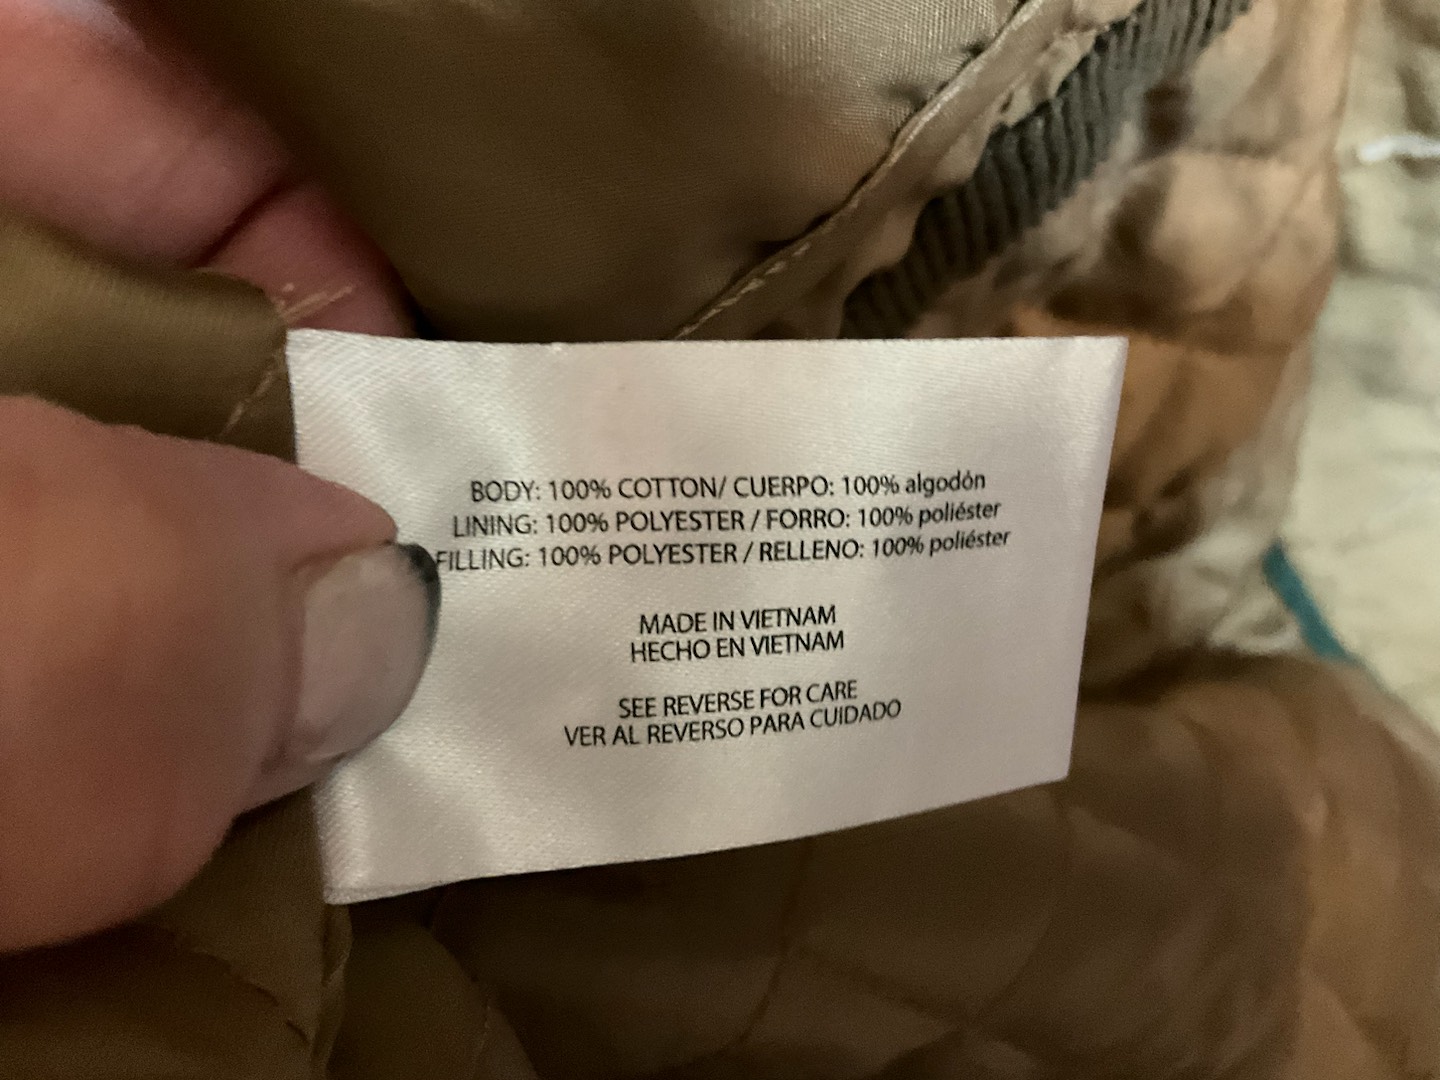 BODY: 100% COTTON/ CUERPO: 100% algodón
LINING: 100% POLYESTER / FORRO: 100% poliéster
FILLING: 100% POLYESTER / RELLENO: 100% poliéster
MADE IN VIETNAM
HECHO EN VIETNAM
SEE REVERSE FOR CARE
VER AL REVERSO PARA CUIDADO